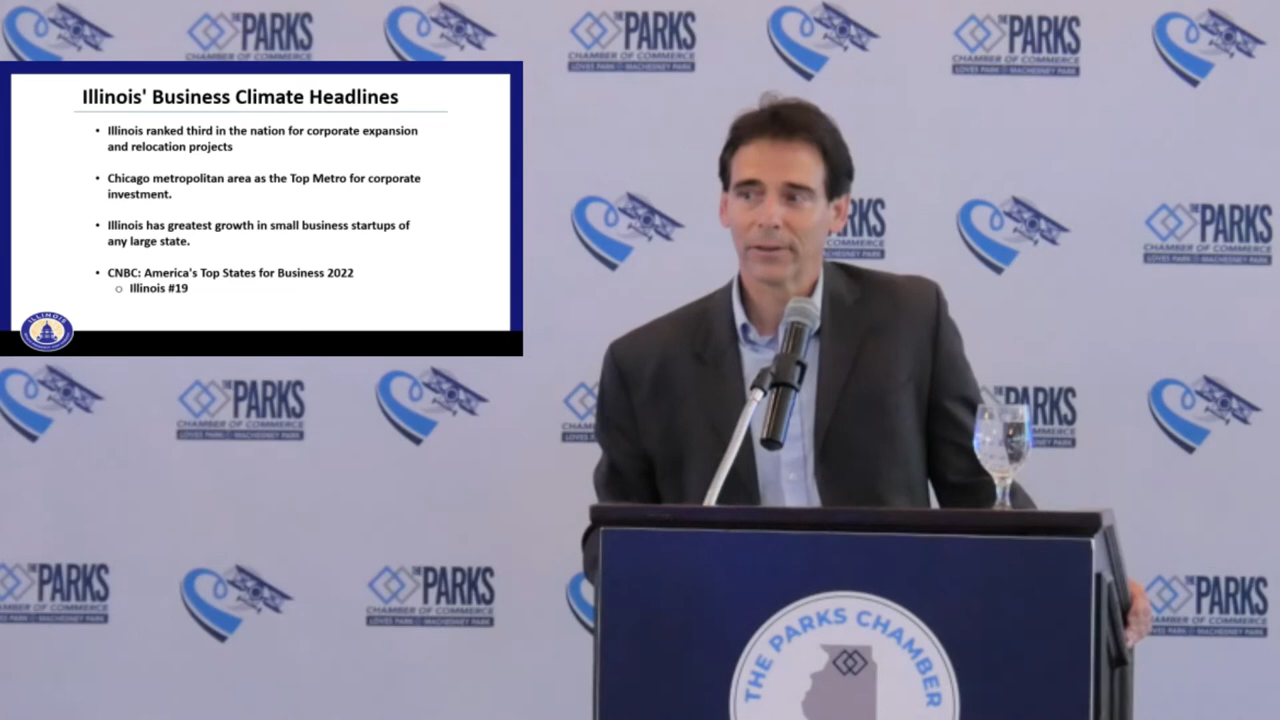 THE PARKS
CHAMBER OF COMMERCE
LOVES PARK MACHESNEY PARK
Illinois' Business Climate Headlines
• Illinois ranked third in the nation for corporate expansion
and relocation projects
• Chicago metropolitan area as the Top Metro for corporate
investment.
• Illinois has greatest growth in small business startups of
any large state.
• CNBC: America's Top States for Business 2022
○ Illinois #19
ILLINOIS
THE PARKS CHAMBER